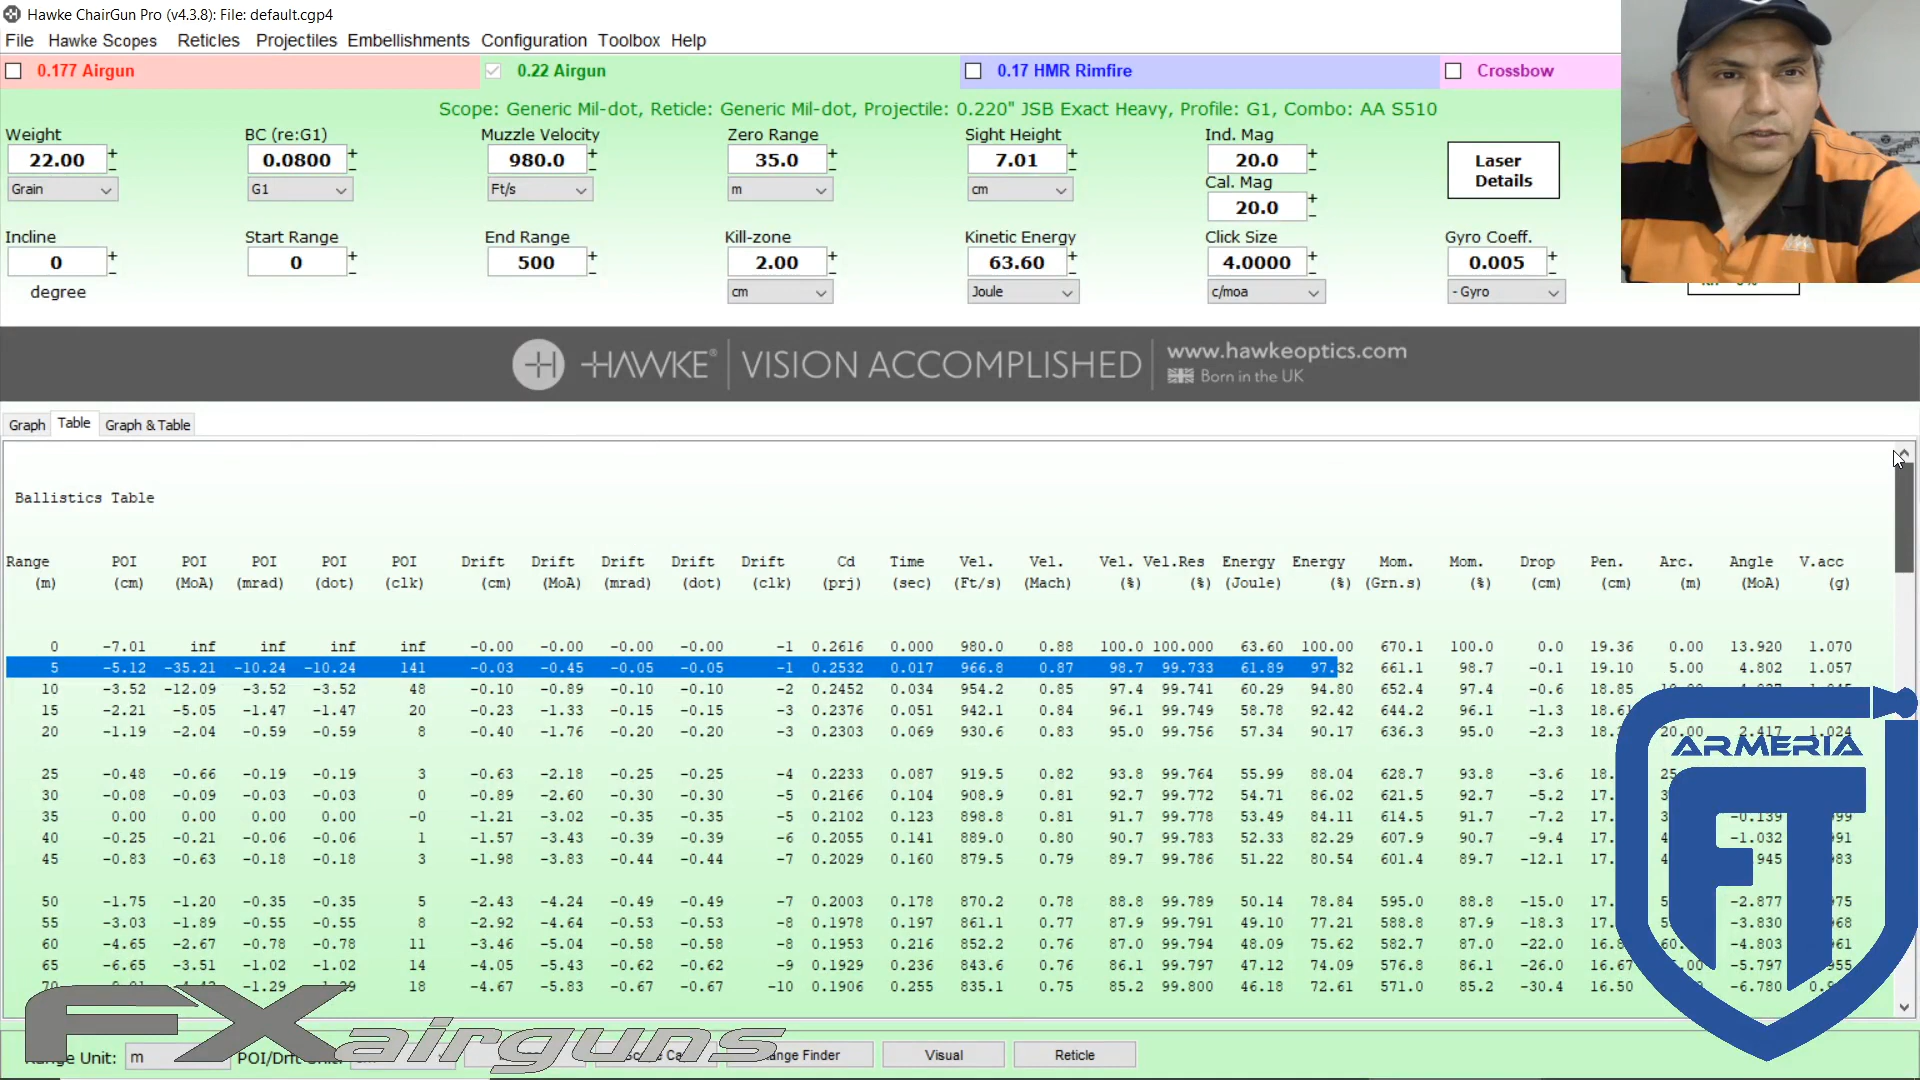 Hawke ChairGun Pro (v4.3.8): File: default.cgp4
File Hawke Scopes Reticles Projectiles Embellishments Configuration Toolbox Help
0.177 Airgun 0.22 Airgun 0.17 HMR Rimfire Crossbow
Scope: Generic Mil-dot, Reticle: Generic Mil-dot, Projectile: 0.220" JSB Exact Heavy, Profile: G1, Combo: AA S510
Weight BC (re:G1) Muzzle Velocity Zero Range Sight Height Ind. Mag
22.00 0.0800 980.0 35.0 7.01 20.0
Grain G1 Ft/s m cm
Laser Details
Cal. Mag
20.0
Incline Start Range End Range Kill-zone Kinetic Energy Click Size Gyro Coeff.
0 0 500 2.00 63.60 4.0000 0.005
degree cm Joule c/moa - Gyro
HAWKE® VISION ACCOMPLISHED www.hawkeoptics.com
Born in the UK
Graph Table Graph & Table
Ballistics Table
Range POI POI POI POI POI Drift Drift Drift Drift Drift Cd Time Vel. Vel. Vel. Vel.Res Energy Energy Mom. Mom. Drop Pen. Arc. Angle V.acc
(m) (cm) (MoA) (mrad) (dot) (clk) (cm) (MoA) (mrad) (dot) (clk) (prj) (sec) (Ft/s) (Mach) (%) (%) (Joule) (%) (Grn.s) (%) (cm) (cm) (m) (MoA) (g)
0 -7.01 inf inf inf inf -0.00 -0.00 -0.00 -0.00 -1 0.2616 0.000 980.0 0.88 100.0 100.000 63.60 100.00 670.1 100.0 0.0 19.36 0.00 13.920 1.070
5 -5.12 -35.21 -10.24 -10.24 141 -0.03 -0.45 -0.05 -0.05 -1 0.2532 0.017 966.8 0.87 98.7 99.733 61.89 97.32 661.1 98.7 -0.1 19.10 5.00 4.802 1.057
10 -3.52 -12.09 -3.52 -3.52 48 -0.10 -0.89 -0.10 -0.10 -2 0.2452 0.034 954.2 0.85 97.4 99.741 60.29 94.80 652.4 97.4 -0.6 18.85
15 -2.21 -5.05 -1.47 -1.47 20 -0.23 -1.33 -0.15 -0.15 -3 0.2376 0.051 942.1 0.84 96.1 99.749 58.78 92.42 644.2 96.1 -1.3
20 -1.19 -2.04 -0.59 -0.59 8 -0.40 -1.76 -0.20 -0.20 -3 0.2303 0.069 930.6 0.83 95.0 99.756 57.34 90.17 636.3 95.0 -2.3 20.00 2.417 1.024
25 -0.48 -0.66 -0.19 -0.19 3 -0.63 -2.18 -0.25 -0.25 -4 0.2233 0.087 919.5 0.82 93.8 99.764 55.99 88.04 628.7 93.8 -3.6
30 -0.08 -0.09 -0.03 -0.03 0 -0.89 -2.60 -0.30 -0.30 -5 0.2166 0.104 908.9 0.81 92.7 99.772 54.71 86.02 621.5 92.7 -5.2
35 0.00 0.00 0.00 0.00 -0 -1.21 -3.02 -0.35 -0.35 -5 0.2102 0.123 898.8 0.81 91.7 99.778 53.49 84.11 614.5 91.7 -7.2 -0.139
40 -0.25 -0.21 -0.06 -0.06 1 -1.57 -3.43 -0.39 -0.39 -6 0.2055 0.141 889.0 0.80 90.7 99.783 52.33 82.29 607.9 90.7 -9.4 -1.032
45 -0.83 -0.63 -0.18 -0.18 3 -1.98 -3.83 -0.44 -0.44 -7 0.2029 0.160 879.5 0.79 89.7 99.786 51.22 80.54 601.4 89.7 -12.1
50 -1.75 -1.20 -0.35 -0.35 5 -2.43 -4.24 -0.49 -0.49 -7 0.2003 0.178 870.2 0.78 88.8 99.789 50.14 78.84 595.0 88.8 -15.0 -2.877
55 -3.03 -1.89 -0.55 -0.55 8 -2.92 -4.64 -0.53 -0.53 -8 0.1978 0.197 861.1 0.77 87.9 99.791 49.10 77.21 588.8 87.9 -18.3 -3.830
60 -4.65 -2.67 -0.78 -0.78 11 -3.46 -5.04 -0.58 -0.58 -8 0.1953 0.216 852.2 0.76 87.0 99.794 48.09 75.62 582.7 87.0 -22.0 -4.803
65 -6.65 -3.51 -1.02 -1.02 14 -4.05 -5.43 -0.62 -0.62 -9 0.1929 0.236 843.6 0.76 86.1 99.797 47.12 74.09 576.8 86.1 -26.0 16.67 -5.797
70 -1.29 18 -4.67 -5.83 -0.67 -0.67 -10 0.1906 0.255 835.1 0.75 85.2 99.800 46.18 72.61 571.0 85.2 -30.4 16.50 -6.780
ARMERIA
FT
FX airguns
Range Unit: m Visual Reticle